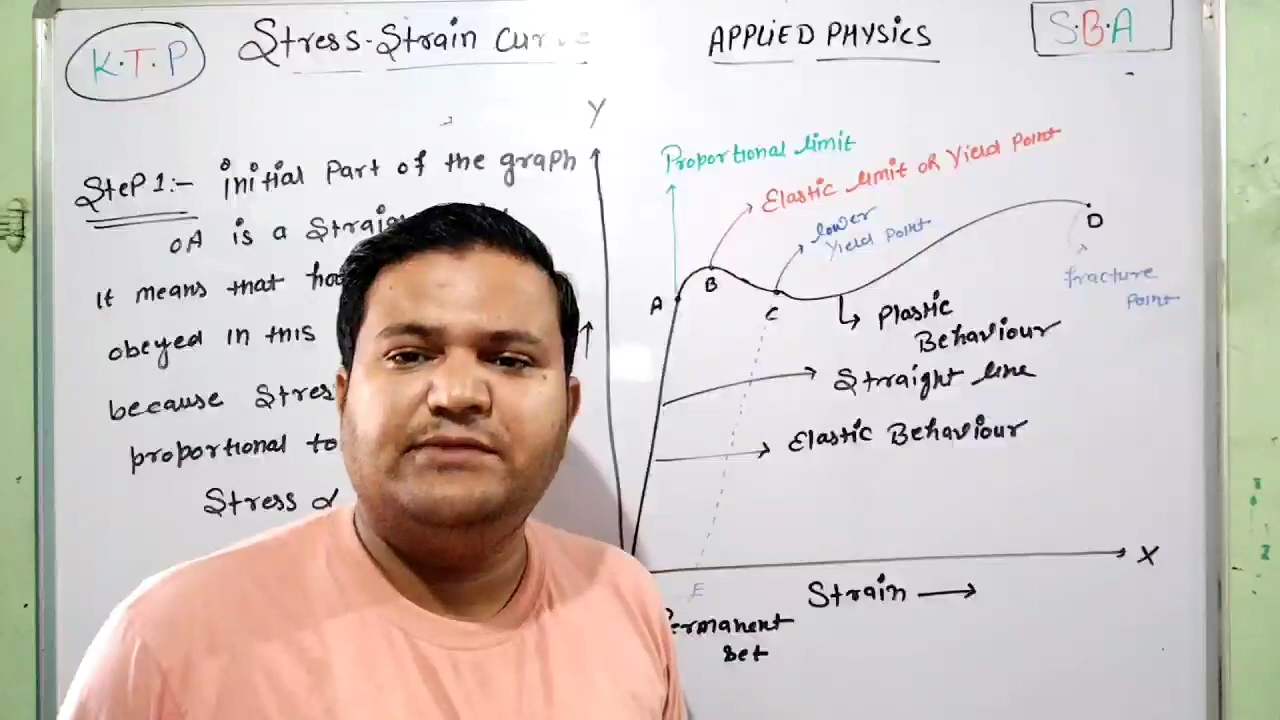 K.T.P
Stress-Strain Curve
APPLIED PHYSICS
S.B.A
Step 1:- initial Part of the graph
OA is a
It means that
obeyed in this
because
proportional to
Stress α
Y
Proportional limit
Elastic limit or Yield Point
lower
Yield Point
A
B
C
D
fracture
Point
Plastic
Behaviour
Straight line
Elastic Behaviour
X
E
Strain
set